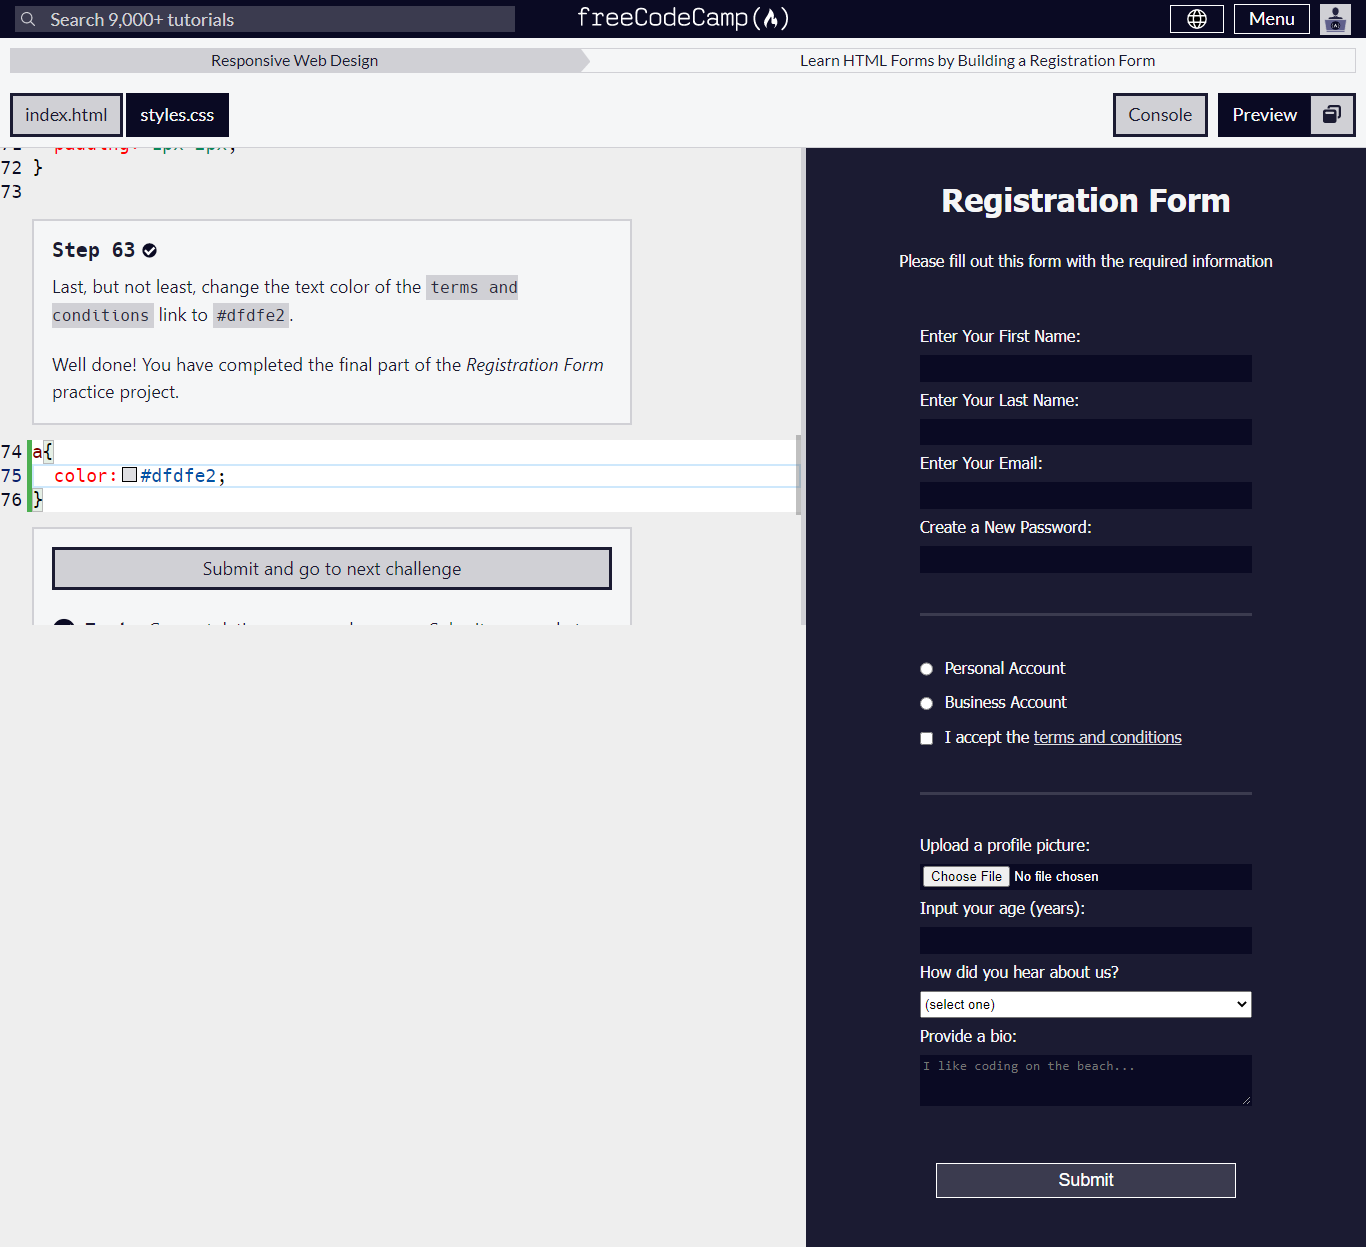 Search 9,000+ tutorials
freeCodeCamp
Menu
Responsive Web Design
Learn HTML Forms by Building a Registration Form
index.html
styles.css
Console
Preview
72 }
73
Step 63
Last, but not least, change the text color of the terms and
conditions link to #dfdfe2.
Well done! You have completed the final part of the Registration Form
practice project.
74 a{
75 color: #dfdfe2;
76 }
Submit and go to next challenge
Registration Form
Please fill out this form with the required information
Enter Your First Name:
Enter Your Last Name:
Enter Your Email:
Create a New Password:
Personal Account
Business Account
I accept the terms and conditions
Upload a profile picture:
Choose File No file chosen
Input your age (years):
How did you hear about us?
(select one)
Provide a bio:
I like coding on the beach...
Submit